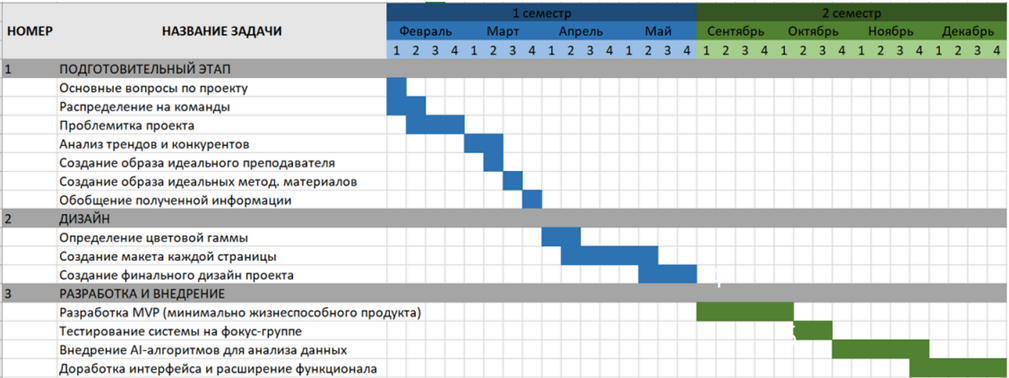 1 семестр 2 семестр
НОМЕР НАЗВАНИЕ ЗАДАЧИ Февраль Март Апрель Май Сентябрь Октябрь Ноябрь Декабрь
1 2 3 4 1 2 3 4 1 2 3 4 1 2 3 4 1 2 3 4 1 2 3 4 1 2 3 4 1 2 3 4
1 ПОДГОТОВИТЕЛЬНЫЙ ЭТАП
Основные вопросы по проекту
Распределение на команды
Проблемитка проекта
Анализ трендов и конкурентов
Создание образа идеального преподавателя
Создание образа идеальных метод. материалов
Обобщение полученной информации
2 ДИЗАЙН
Определение цветовой гаммы
Создание макета каждой страницы
Создание финального дизайн проекта
3 РАЗРАБОТКА И ВНЕДРЕНИЕ
Разработка MVP (минимально жизнеспособного продукта)
Тестирование системы на фокус-группе
Внедрение AI-алгоритмов для анализа данных
Доработка интерфейса и расширение функционала